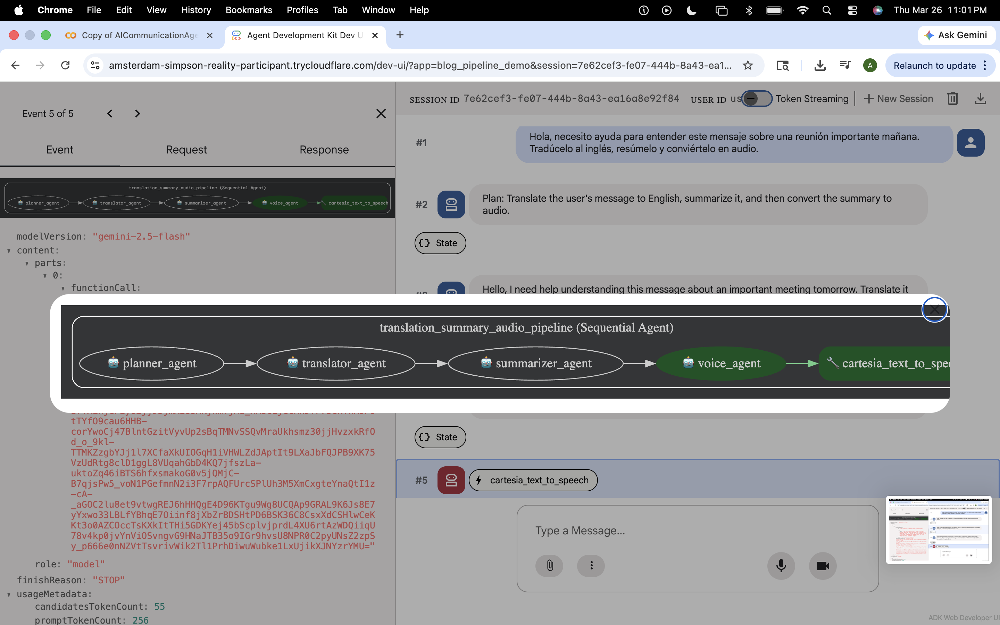 Chrome File Edit View History Bookmarks Profiles Tab Window Help Thu Mar 26 11:01 PM
Copy of AICommunicationAge
Agent Development Kit Dev U
Ask Gemini
amsterdam-simpson-reality-participant.trycloudflare.com/dev-ui/?app=blog_pipeline_demo&session=7e62cef3-fe07-444b-8a43-ea1...
A
Relaunch to update
Event 5 of 5
SESSION ID 7e62cef3-fe07-444b-8a43-ea16a8e92f84 USER ID us Token Streaming New Session
Event Request Response
translation_summary_audio_pipeline (Sequential Agent)
planner_agent translator_agent summarizer_agent voice_agent cartesia_text_to_speech
modelVersion: "gemini-2.5-flash"
content:
parts:
0:
functionCall:
tTYfO9cau6HHB-
corYwoCj47BlntGzitVyvUp2sBqTMNvSSQvMraUkhsmz30jjHvzxkRfO
d_o_9kl-
TTMKZzgbYJj1l7XCfaXkUIOGqH1iVHWLZdJAptIt9LXaJbFQJPB9XK75
VzUdRtg8clD1ggL8VUqahGbD4KQ7jfszLa-
uktoZq46iBTS6hfxsmakoG0v5jQMjC-
B7qjsPw5_voN1PGefmnN2i3F7rpAQFUrcSPlUh3M5XmCxgteYnaQtI1z
-cA-
_aGOC2lu8et9vtwgREJ6hHHQgE4D96KTgu9Wg8UCQAp9GRAL9K6Js8E7
yYxwo33LBLfYBhqE7Oiinf8jXbZrBDSHtPD6BSK36C8CsxXdCSHlwCeK
Kt3o0AZCOccTsKXkItTHi5GDKYej45bScplvjprdL4XU6rtAzWDQiiqU
78v4kp0jvYnViOSvngvG9HNaJTB35o9IGr9hvsU8NPR0C2pyUNsZ2zpS
y_p666e0nNZVtTsvrivWik2Tl1PrhDiwuWubke1LxUjikXJNYzrYMU="
role: "model"
finishReason: "STOP"
usageMetadata:
candidatesTokenCount: 55
promptTokenCount: 256
#1
Hola, necesito ayuda para entender este mensaje sobre una reunión importante mañana.
Tradúcelo al inglés, resúmelo y conviértelo en audio.
#2
Plan: Translate the user's message to English, summarize it, and then convert the summary to
audio.
State
Hello, I need help understanding this message about an important meeting tomorrow. Translate it
translation_summary_audio_pipeline (Sequential Agent)
planner_agent translator_agent summarizer_agent voice_agent cartesia_text_to_spee
State
#5
cartesia_text_to_speech
Type a Message...
ADK Web Developer UI